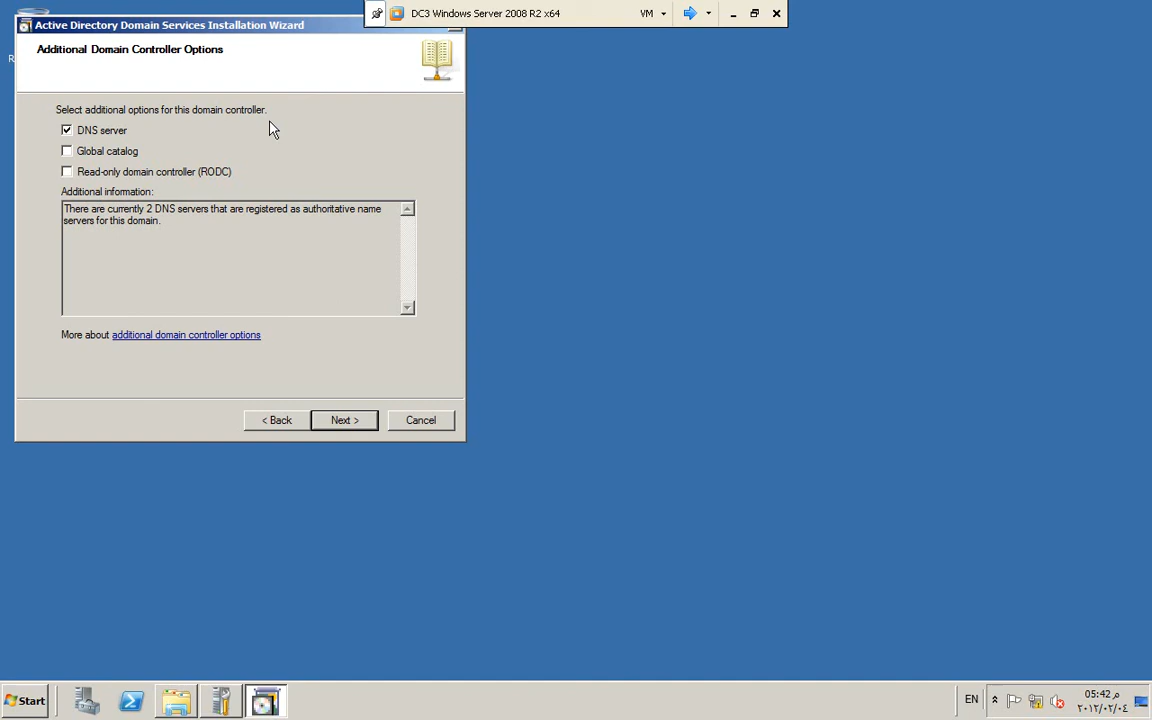 DC3 Windows Server 2008 R2 x64
VM
Active Directory Domain Services Installation Wizard
Additional Domain Controller Options
R
Select additional options for this domain controller.
DNS server
Global catalog
Read-only domain controller (RODC)
Additional information:
There are currently 2 DNS servers that are registered as authoritative name
servers for this domain.
More about additional domain controller options
< Back
Next >
Cancel
Start
EN
05:42 م
٢٠١٢/٠٢/٠٤